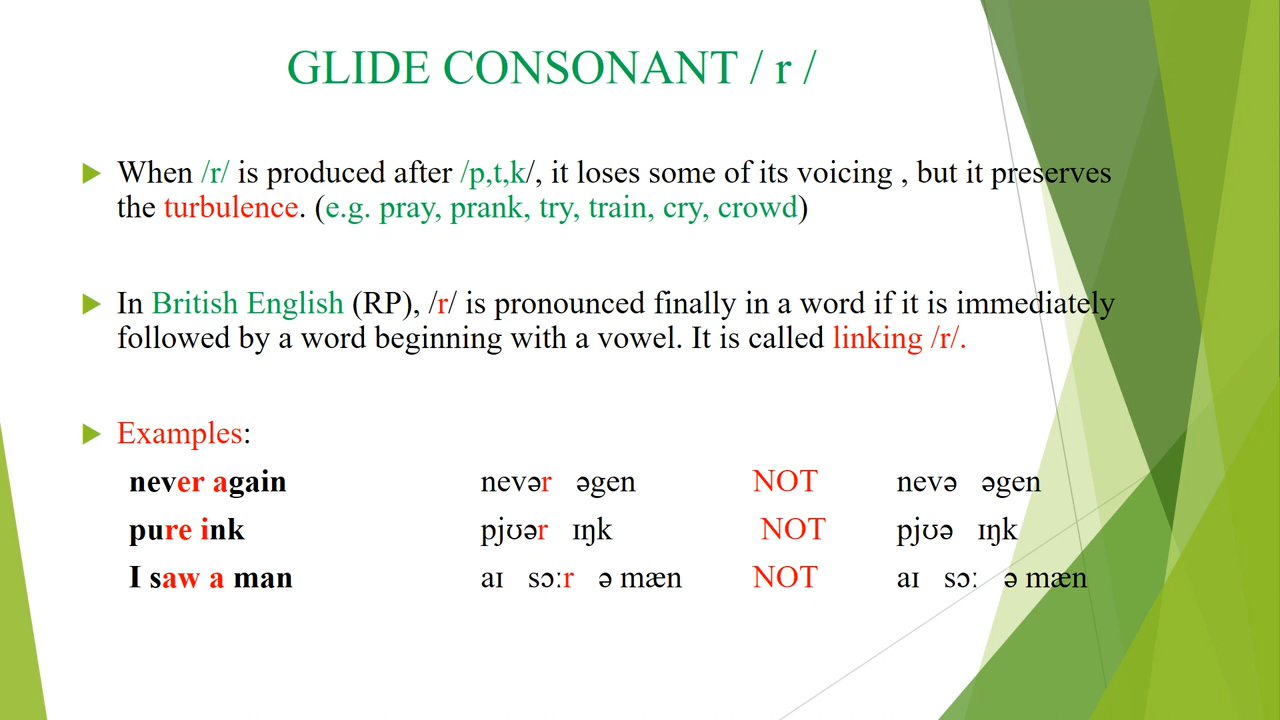 GLIDE CONSONANT / r /
When /r/ is produced after /p,t,k/, it loses some of its voicing , but it preserves
the turbulence. (e.g. pray, prank, try, train, cry, crowd)
In British English (RP), /r/ is pronounced finally in a word if it is immediately
followed by a word beginning with a vowel. It is called linking /r/.
Examples:
never again nevər əgen NOT nevə əgen
pure ink pjʊər ɪŋk NOT pjʊə ɪŋk
I saw a man aɪ sɔːr ə mæn NOT aɪ sɔː ə mæn